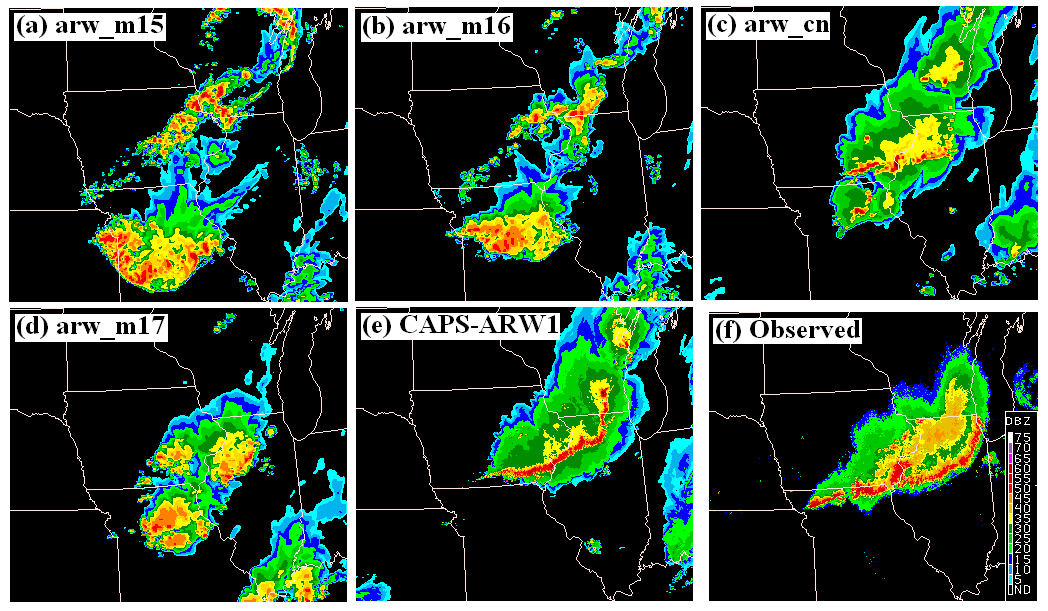 (a) arw_m15
(b) arw_m16
(c) arw_cn
(d) arw_m17
(e) CAPS-ARW1
(f) Observed
DBZ
75
70
65
60
55
50
45
40
35
30
25
20
15
10
5
ND